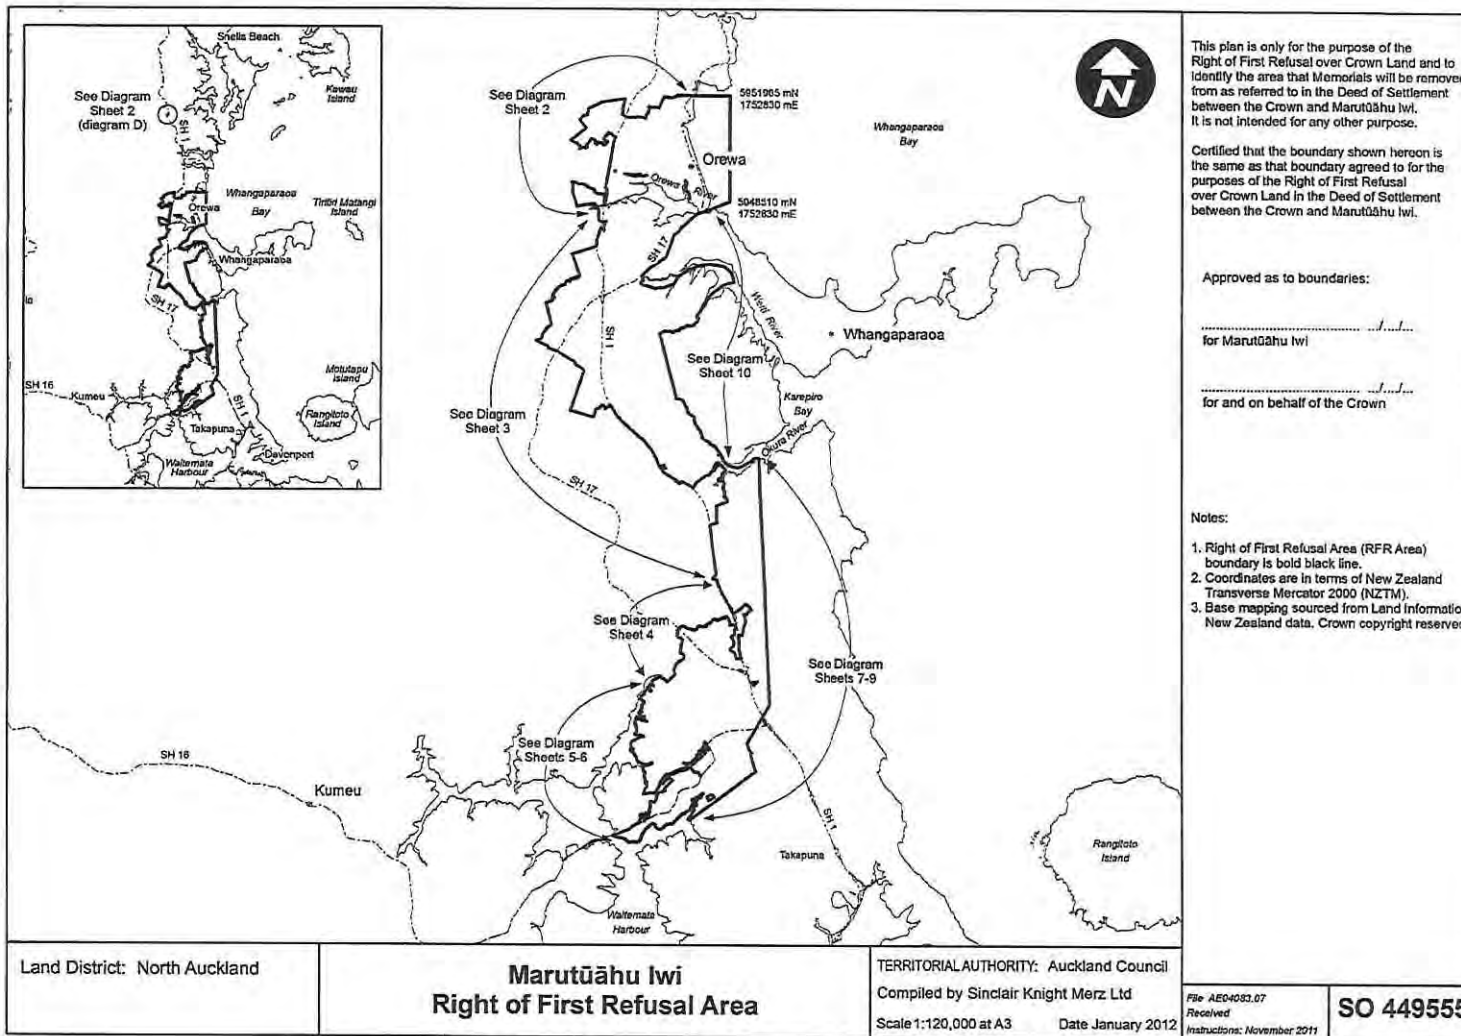 Snells Beach
Kawau
Island
See Diagram
Sheet 2
(diagram D)
SH 1
Whangaparaoa
Bay
Orewa
Tiritiri Matangi
Island
Whangaparaoa
SH 17
SH 16
Kumeu
Motutapu
Island
Rangitoto
Island
SH 1
Takapuna
Waitemata
Harbour
Davenport
See Diagram
Sheet 2
5951965 mN
1752830 mE
Whangaparaoa
Bay
Orewa
Orewa River
5948510 mN
1752830 mE
SH 17
Weiti River
SH 1
Whangaparaoa
See Diagram
Sheet 10
Karepiro
Bay
See Diagram
Sheet 3
Okura River
SH 17
See Diagram
Sheet 4
See Diagram
Sheets 7-9
See Diagram
Sheets 5-6
SH 16
Kumeu
SH 1
Takapuna
Rangitoto
Island
Waitemata
Harbour
N
This plan is only for the purpose of the
Right of First Refusal over Crown Land and to
identify the area that Memorials will be remove
from as referred to in the Deed of Settlement
between the Crown and Marutūāhu Iwi.
It is not intended for any other purpose.
Certified that the boundary shown hereon is
the same as that boundary agreed to for the
purposes of the Right of First Refusal
over Crown Land in the Deed of Settlement
between the Crown and Marutūāhu Iwi.
Approved as to boundaries:
...................................... .../..../....
for Marutūāhu Iwi
...................................... .../..../....
for and on behalf of the Crown
Notes:
1. Right of First Refusal Area (RFR Area)
boundary is bold black line.
2. Coordinates are in terms of New Zealand
Transverse Mercator 2000 (NZTM).
3. Base mapping sourced from Land Informatio
New Zealand data. Crown copyright reserve
Land District: North Auckland
Marutūāhu Iwi
Right of First Refusal Area
TERRITORIAL AUTHORITY: Auckland Council
Compiled by Sinclair Knight Merz Ltd
Scale 1:120,000 at A3 Date January 2012
File AE04083.07
Received
Instructions: November 2011
SO 449555